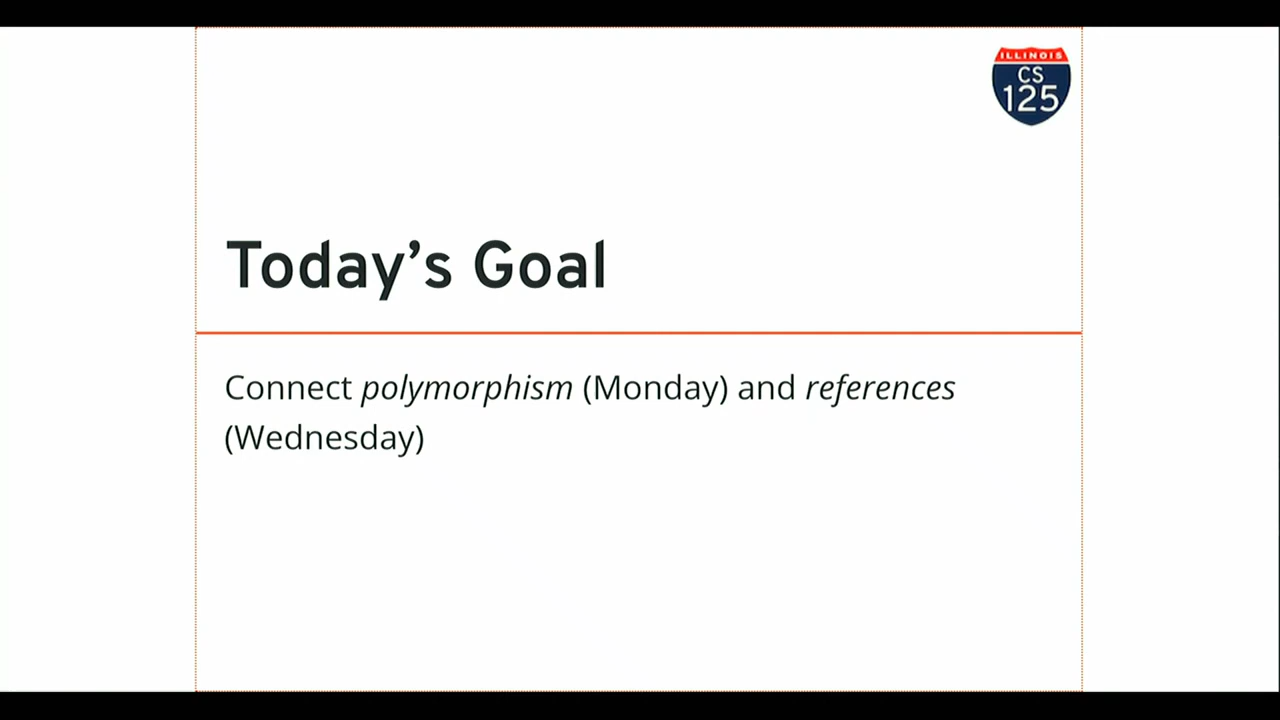 ILLINOIS
CS
125
Today’s Goal
Connect polymorphism (Monday) and references
(Wednesday)